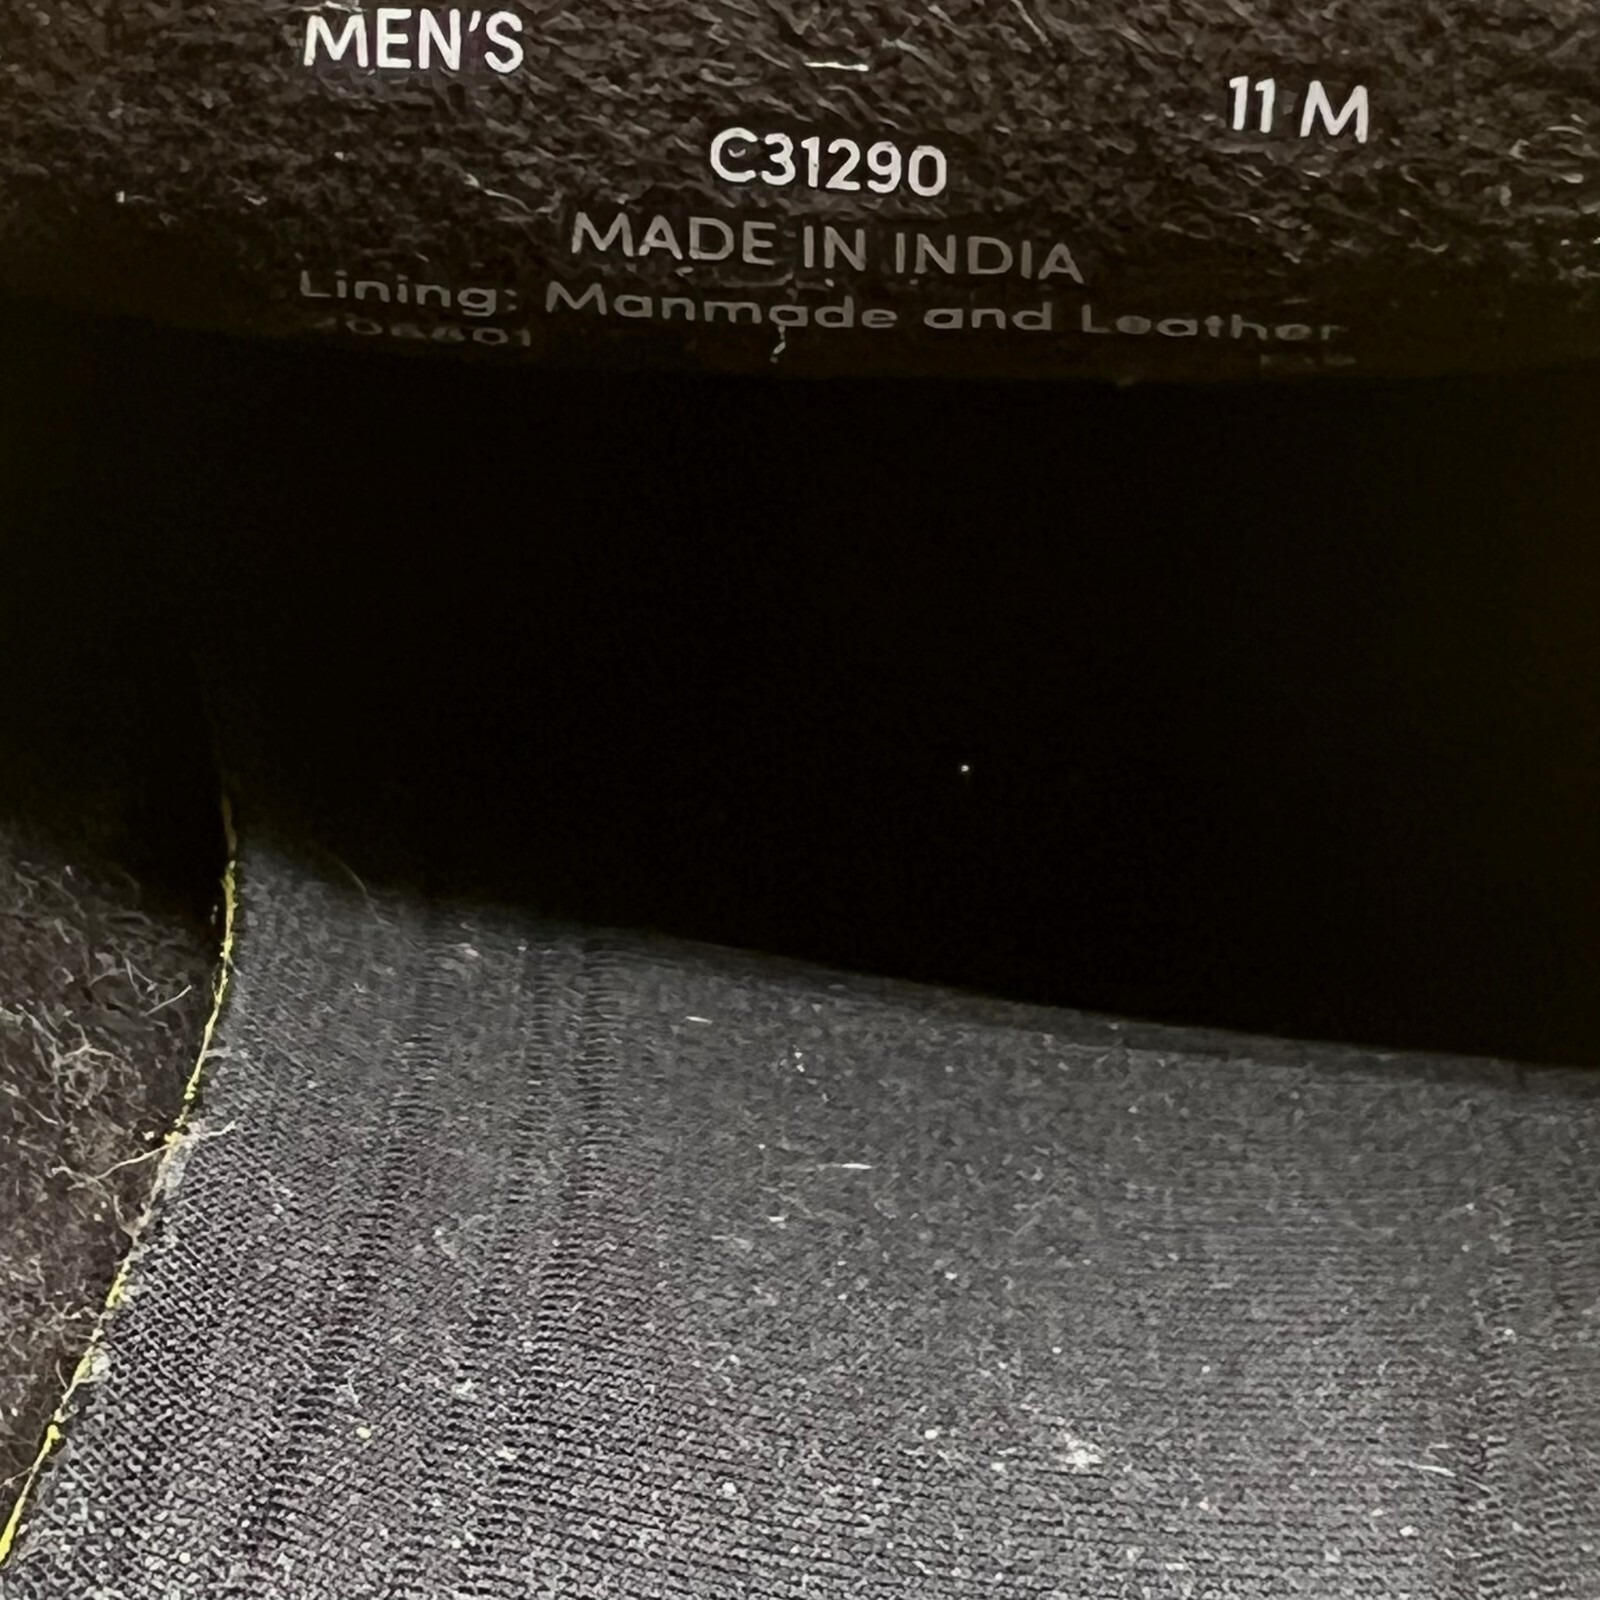 MEN'S
11 M
C31290
MADE IN INDIA
Lining: Manmade and Leather